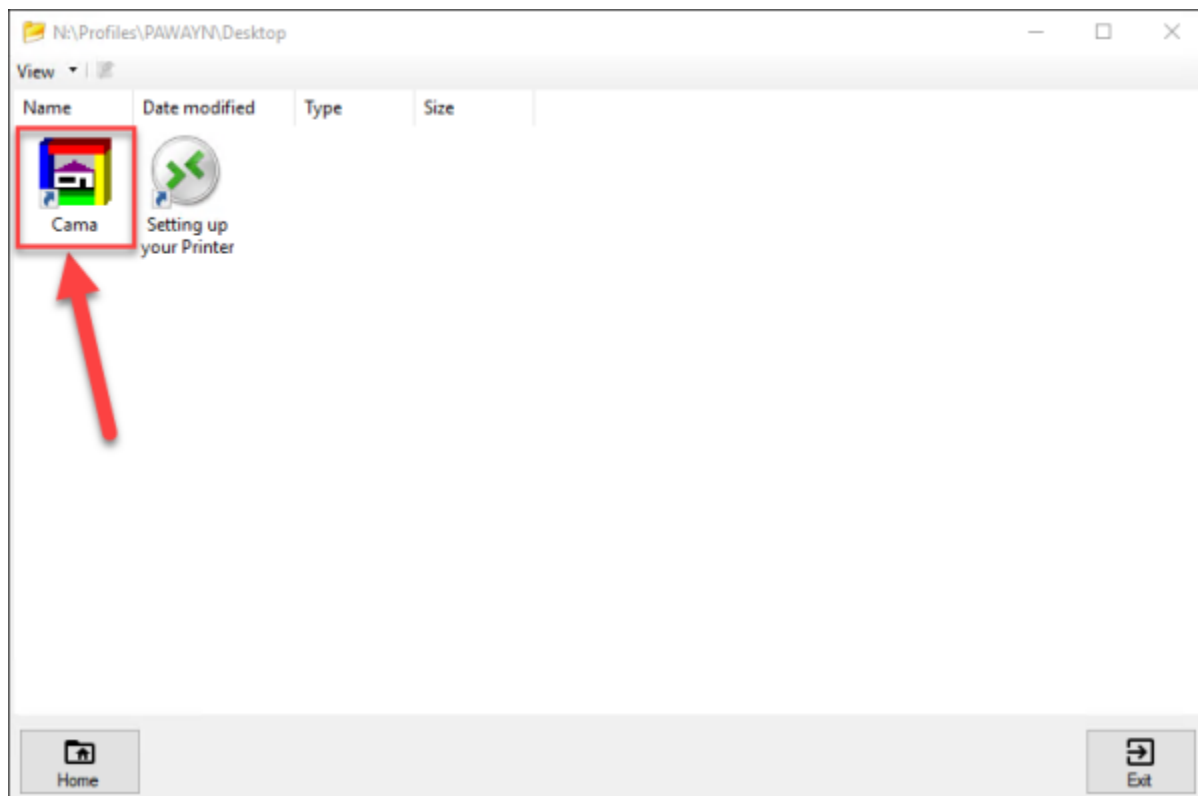 N:\Profiles\PAWAYN\Desktop
View
Name Date modified Type Size
Cama
Setting up
your Printer
Home
Exit